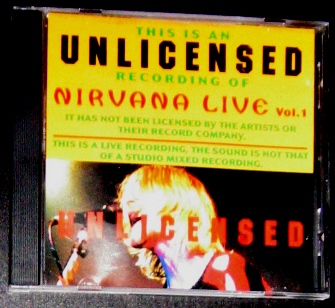 THIS IS AN
UNLICENSED
RECORDING OF
NIRVANA LIVE Vol.1
IT HAS NOT BEEN LICENSED BY THE ARTISTS OR
THEIR RECORD COMPANY.
THIS IS A LIVE RECORDING, THE SOUND IS NOT THAT
OF A STUDIO MIXED RECORDING.
UNLICENSED